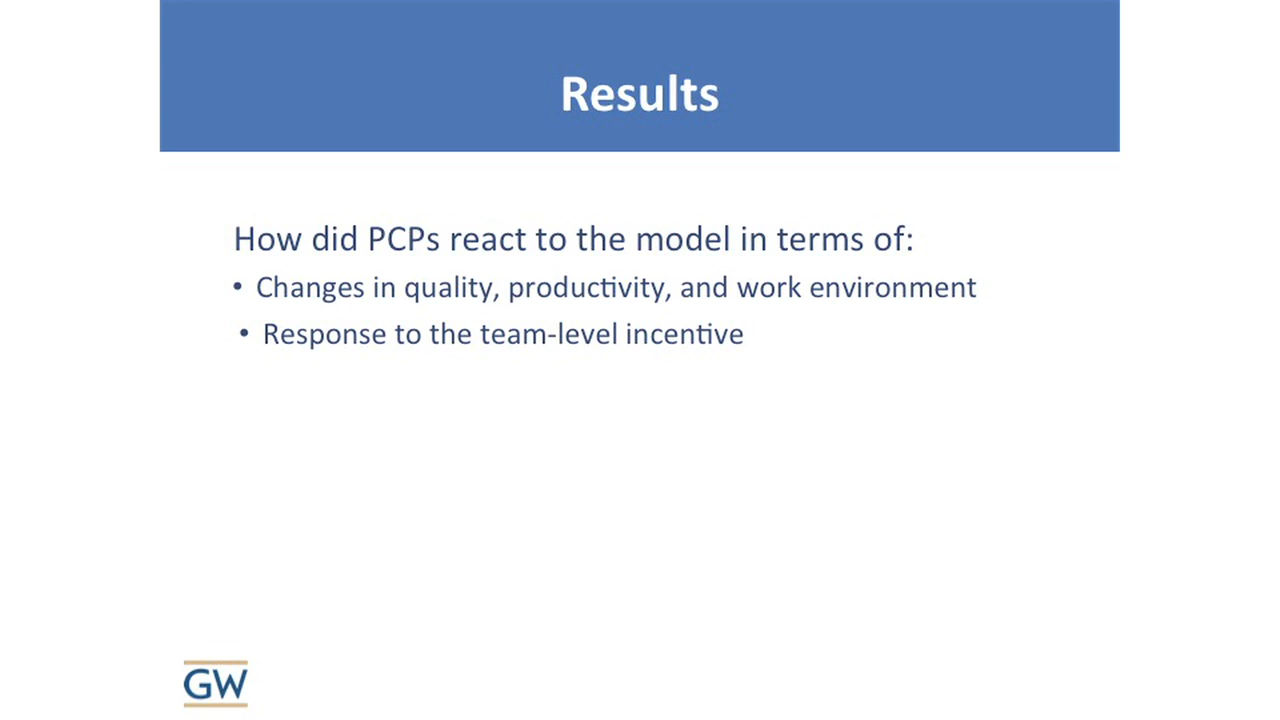 Results
How did PCPs react to the model in terms of:
• Changes in quality, productivity, and work environment
• Response to the team-level incentive
GW